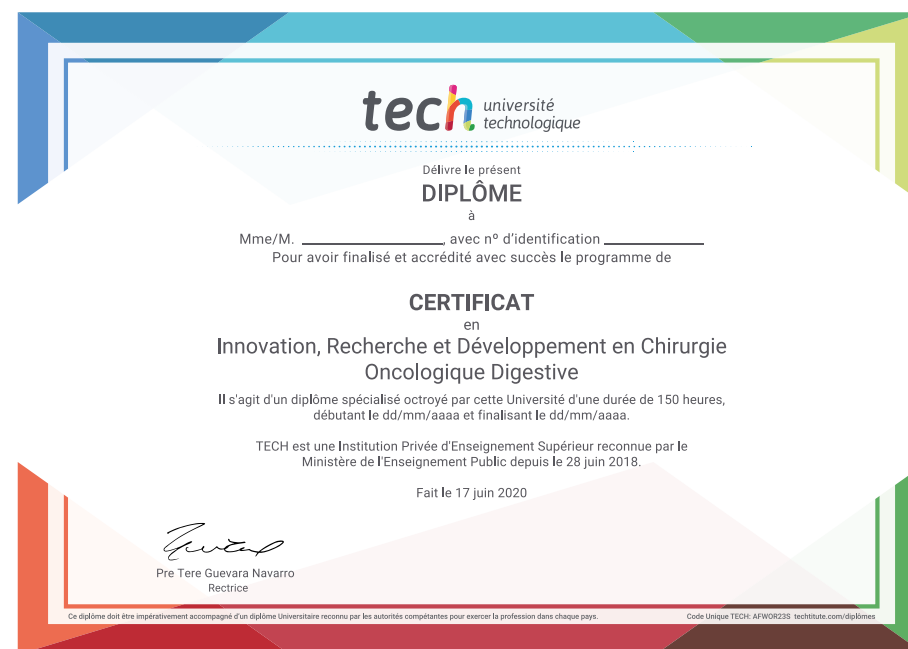 tech université
technologique
Délivre le présent
DIPLÔME
à
Mme/M. ____________________, avec nº d'identification ______________
Pour avoir finalisé et accrédité avec succès le programme de
CERTIFICAT
en
Innovation, Recherche et Développement en Chirurgie
Oncologique Digestive
Il s'agit d'un diplôme spécialisé octroyé par cette Université d'une durée de 150 heures,
débutant le dd/mm/aaaa et finalisant le dd/mm/aaaa.
TECH est une Institution Privée d'Enseignement Supérieur reconnue par le
Ministère de l'Enseignement Public depuis le 28 juin 2018.
Fait le 17 juin 2020
Pre Tere Guevara Navarro
Rectrice
Ce diplôme doit être impérativement accompagné d'un diplôme Universitaire reconnu par les autorités compétantes pour exercer la profession dans chaque pays.
Code Unique TECH: AFWOR23S techtitute.com/diplômes